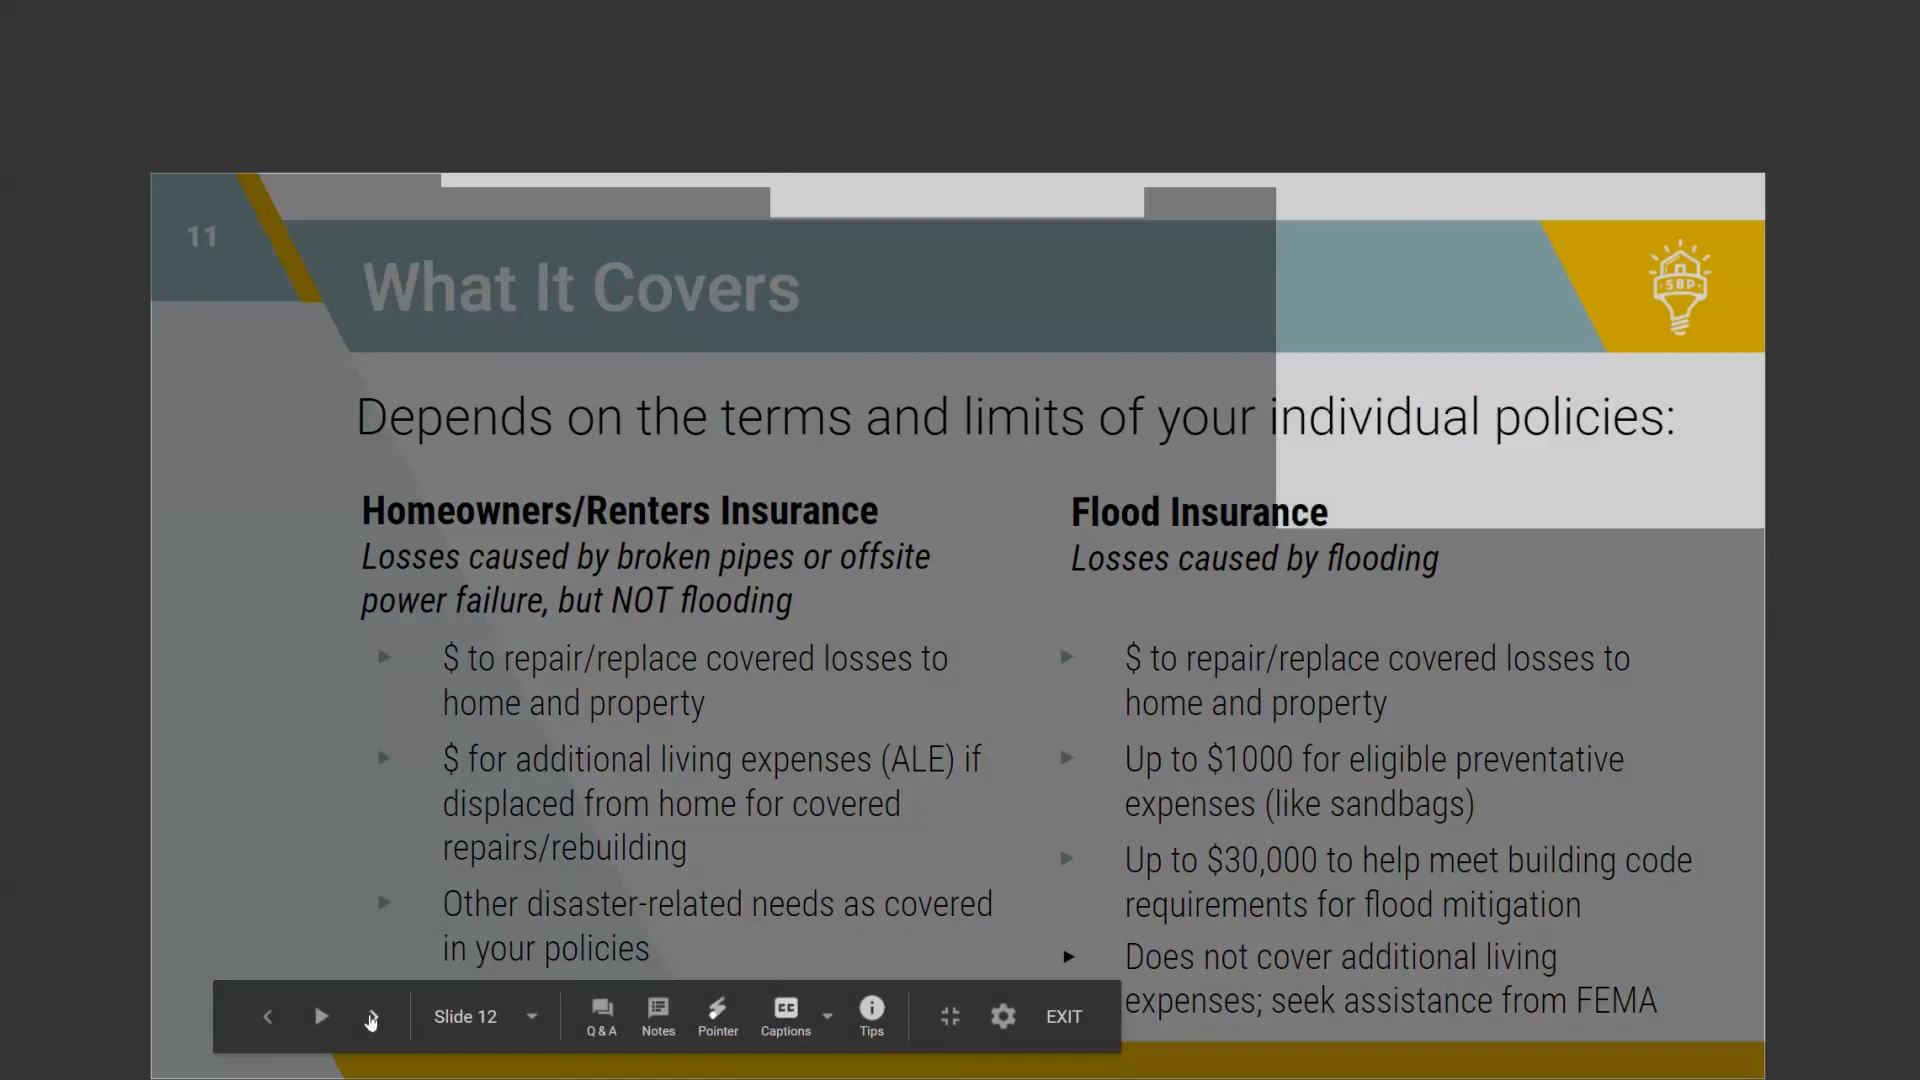 11
What It Covers
SBP
Depends on the terms and limits of your individual policies:
Homeowners/Renters Insurance
Losses caused by broken pipes or offsite
power failure, but NOT flooding
$ to repair/replace covered losses to
home and property
$ for additional living expenses (ALE) if
displaced from home for covered
repairs/rebuilding
Other disaster-related needs as covered
in your policies
Flood Insurance
Losses caused by flooding
$ to repair/replace covered losses to
home and property
Up to $1000 for eligible preventative
expenses (like sandbags)
Up to $30,000 to help meet building code
requirements for flood mitigation
Does not cover additional living
expenses; seek assistance from FEMA
Slide 12
Q & A
Notes
Pointer
CC
Captions
Tips
EXIT